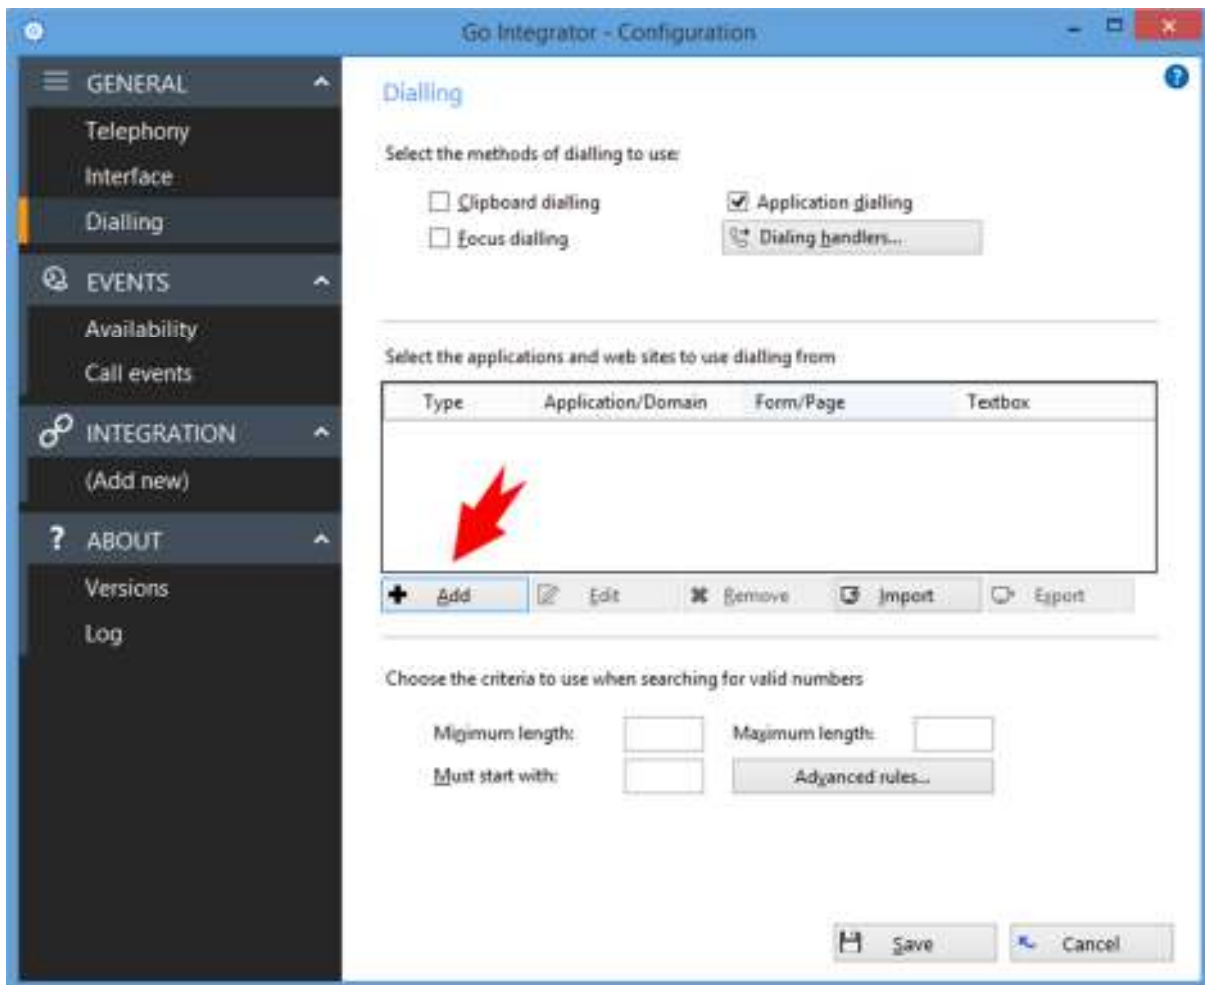 Go Integrator - Configuration
GENERAL
Telephony
Interface
Dialling
EVENTS
Availability
Call events
INTEGRATION
(Add new)
? ABOUT
Versions
Log
?
Dialling
Select the methods of dialling to use:
Clipboard dialling
Application dialling
Focus dialling
Dialing handlers...
Select the applications and web sites to use dialling from
Type Application/Domain Form/Page Textbox
Add Edit Remove Import Export
Choose the criteria to use when searching for valid numbers
Minimum length: Maximum length:
Must start with: Advanced rules...
Save Cancel